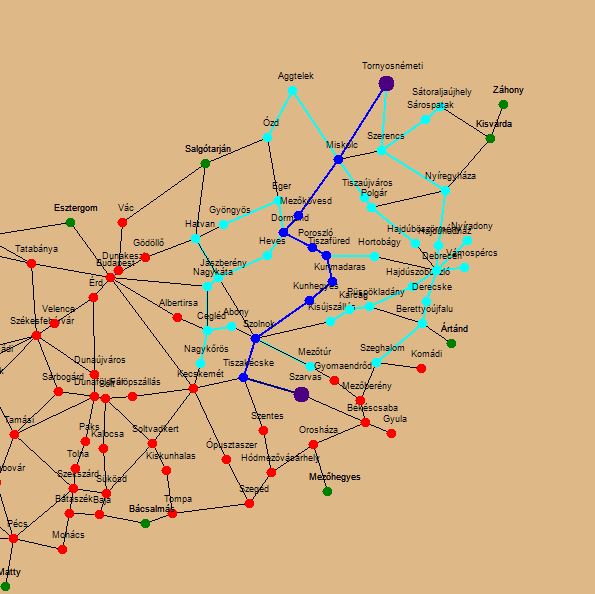 Tornyosnémeti
Aggtelek
Sátoraljaújhely
Záhony
Sárospatak
Ózd
Kisvárda
Szerencs
Miskolc
Salgótarján
Nyíregyháza
Tiszaújváros
Eger
Polgár
Mezőkövesd
Esztergom
Vác
Gyöngyös
Dormánd
Hatvan
Nyíradony
Hajdúböszörmény
Poroszló
Gödöllő
Heves
Tiszafüred
Hortobágy
Tatabánya
Dunakeszi
Budapest
Jászberény
Debrecen
Vámospércs
Nagykáta
Kunmadaras
Hajdúszoboszló
Érd
Kunhegyes
Karcag
Püspökladány
Derecske
Velence
Albertirsa
Cegléd
Abony
Szolnok
Kisújszállás
Berettyóújfalu
Székesfehérvár
Ártánd
Nagykőrös
Mezőtúr
Szeghalom
Komádi
Dunaújváros
Tiszakécske
Gyomaendrőd
Sárbogárd
Dunaföldvár
Solt
Fülöpszállás
Kecskemét
Szarvas
Mezőberény
Békéscsaba
Tamási
Paks
Kalocsa
Soltvadkert
Szentes
Orosháza
Gyula
Tolna
Kiskunhalas
Ópusztaszer
Hódmezővásárhely
Szekszárd
Sükösd
Mezőhegyes
Bátaszék
Baja
Bácsalmás
Tompa
Szeged
Pécs
Mohács
Matty